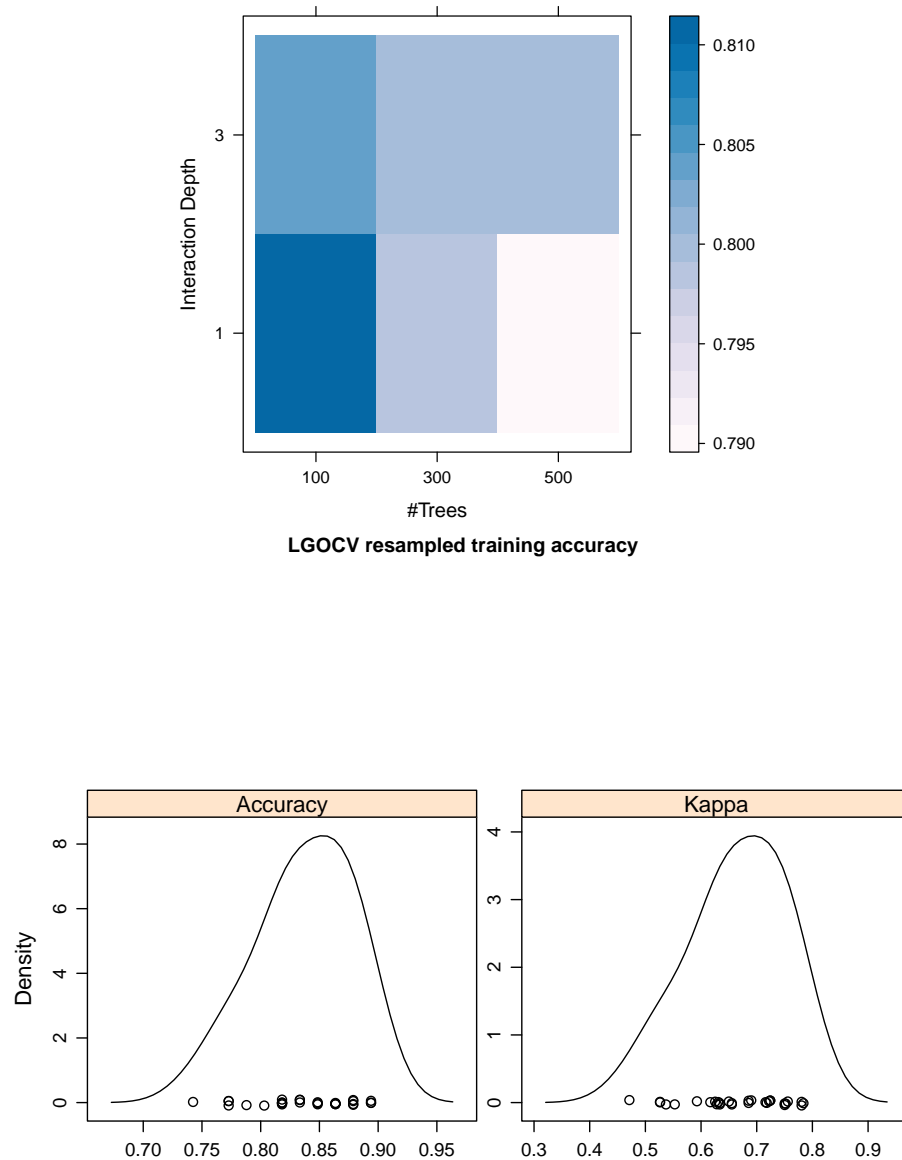 0.810
0.805
0.800
0.795
0.790
3
1
Interaction Depth
100 300 500
#Trees
LGOCV resampled training accuracy
Accuracy
Kappa
Density
8
6
4
2
0
4
3
2
1
0
0.70 0.75 0.80 0.85 0.90 0.95
0.3 0.4 0.5 0.6 0.7 0.8 0.9